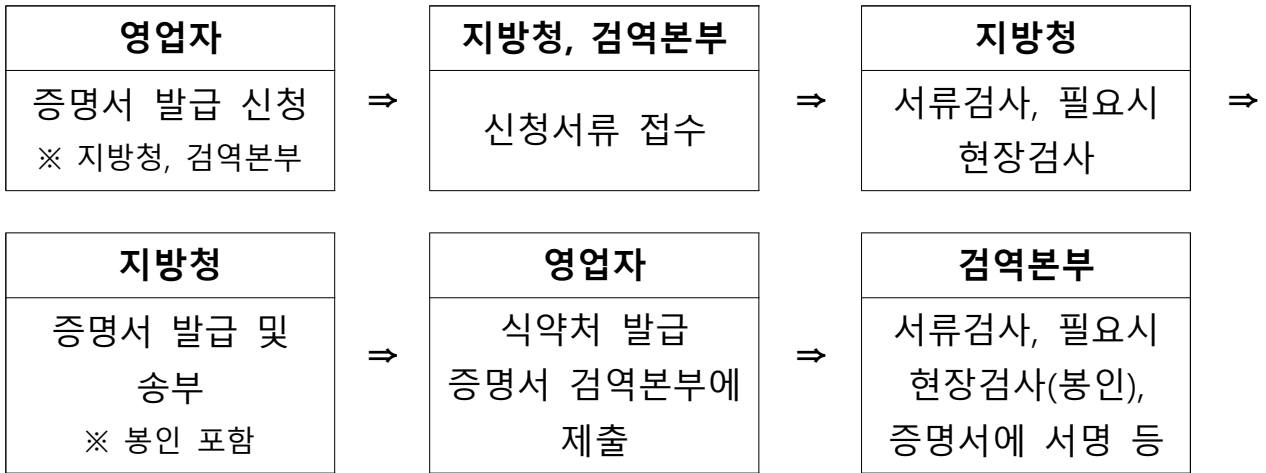 영업자
증명서 발급 신청
※ 지방청, 검역본부
⇒
지방청, 검역본부
신청서류 접수
⇒
지방청
서류검사, 필요시
현장검사
⇒
지방청
증명서 발급 및
송부
※ 봉인 포함
⇒
영업자
식약처 발급
증명서 검역본부에
제출
⇒
검역본부
서류검사, 필요시
현장검사(봉인),
증명서에 서명 등